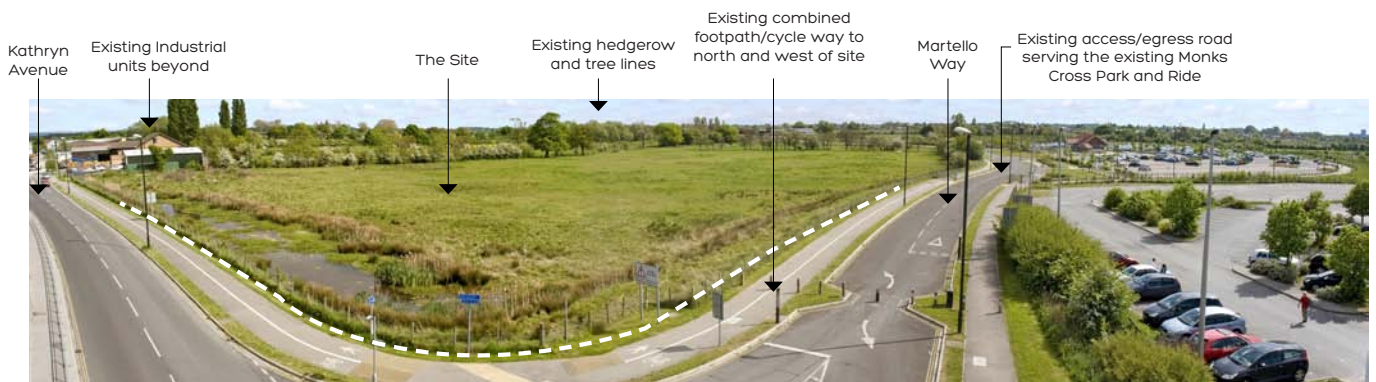 Kathryn
Avenue
Existing Industrial
units beyond
The Site
Existing hedgerow
and tree lines
Existing combined
footpath/cycle way to
north and west of site
Martello
Way
Existing access/egress road
serving the existing Monks
Cross Park and Ride